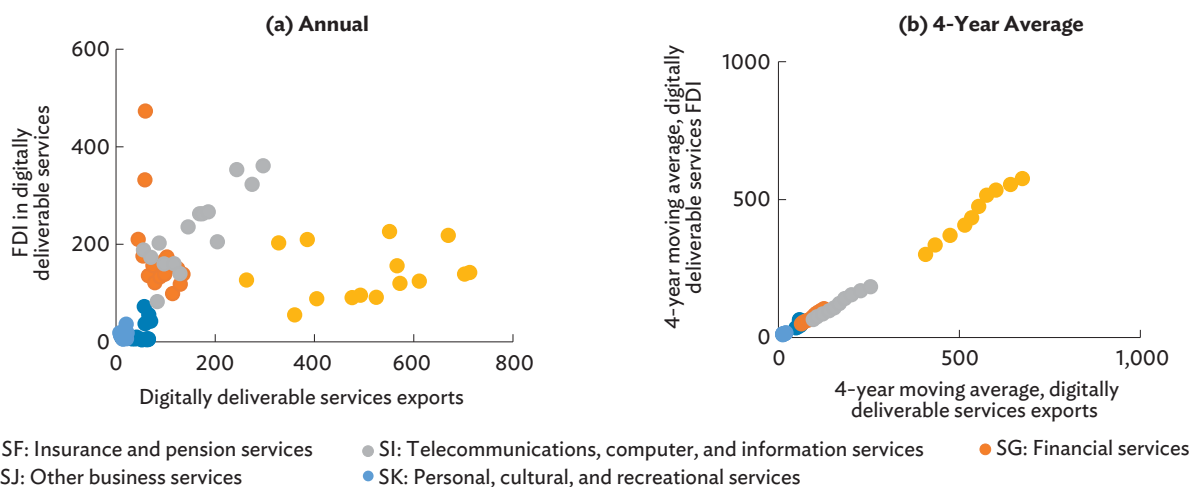 (a) Annual
600
400
200
0
0 200 400 600 800
FDI in digitally
deliverable services
Digitally deliverable services exports
(b) 4-Year Average
1000
500
0
0 500 1,000
4-year moving average, digitally
deliverable services FDI
4-year moving average, digitally
deliverable services exports
SF: Insurance and pension services SI: Telecommunications, computer, and information services SG: Financial services
SJ: Other business services SK: Personal, cultural, and recreational services